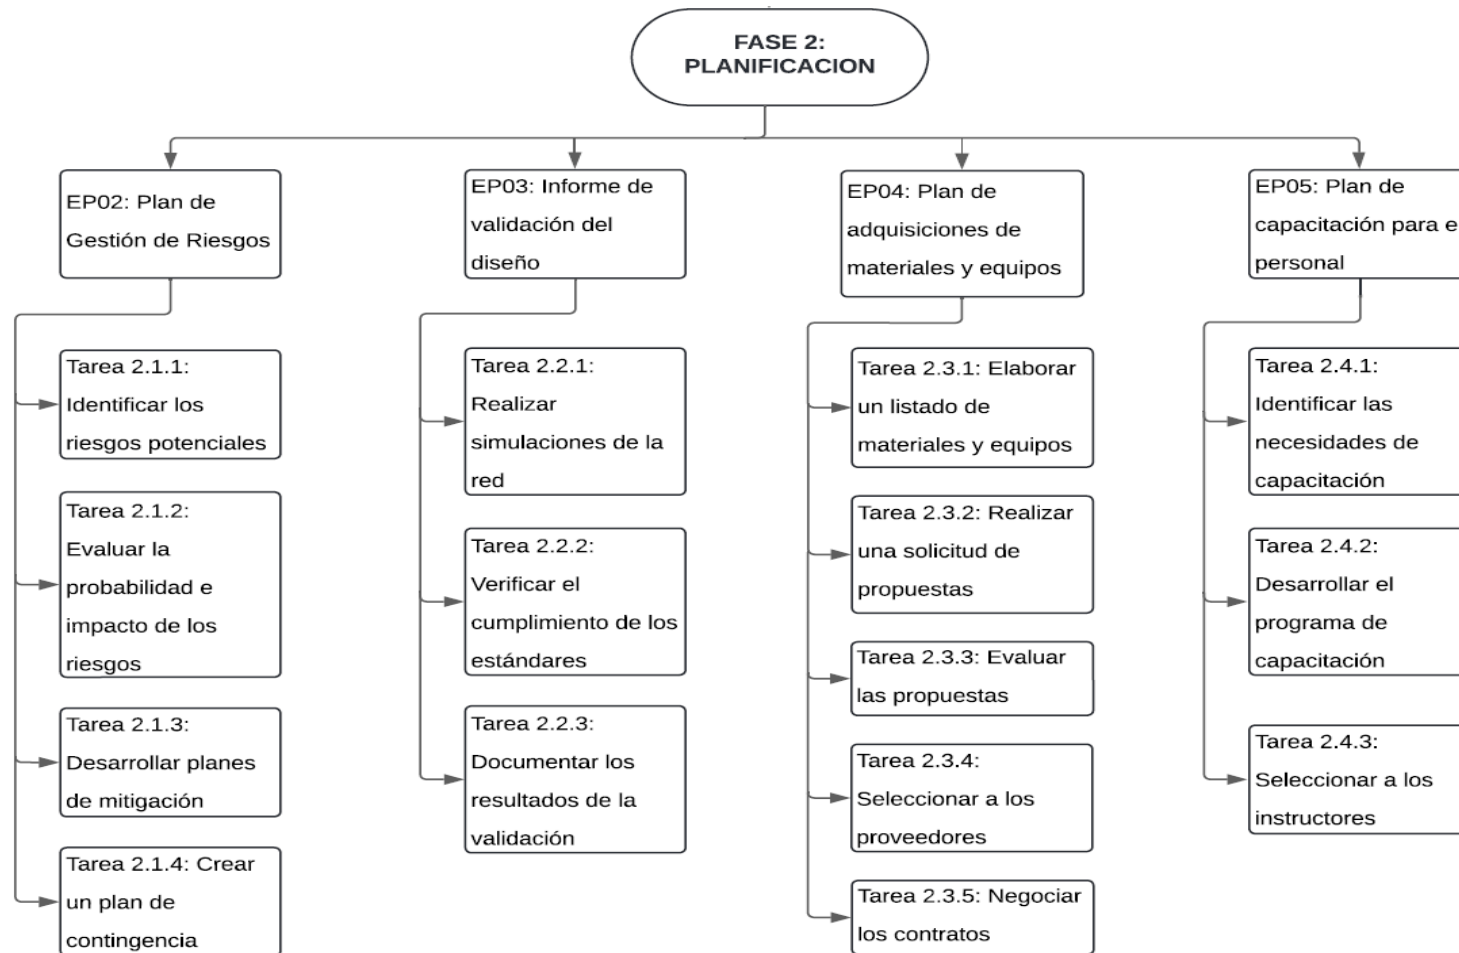 FASE 2:
PLANIFICACION
EP02: Plan de
Gestión de Riesgos
Tarea 2.1.1:
Identificar los
riesgos potenciales
Tarea 2.1.2:
Evaluar la
probabilidad e
impacto de los
riesgos
Tarea 2.1.3:
Desarrollar planes
de mitigación
Tarea 2.1.4: Crear
un plan de
contingencia
EP03: Informe de
validación del
diseño
Tarea 2.2.1:
Realizar
simulaciones de la
red
Tarea 2.2.2:
Verificar el
cumplimiento de los
estándares
Tarea 2.2.3:
Documentar los
resultados de la
validación
EP04: Plan de
adquisiciones de
materiales y equipos
Tarea 2.3.1: Elaborar
un listado de
materiales y equipos
Tarea 2.3.2: Realizar
una solicitud de
propuestas
Tarea 2.3.3: Evaluar
las propuestas
Tarea 2.3.4:
Seleccionar a los
proveedores
Tarea 2.3.5: Negociar
los contratos
EP05: Plan de
capacitación para e
personal
Tarea 2.4.1:
Identificar las
necesidades de
capacitación
Tarea 2.4.2:
Desarrollar el
programa de
capacitación
Tarea 2.4.3:
Seleccionar a los
instructores